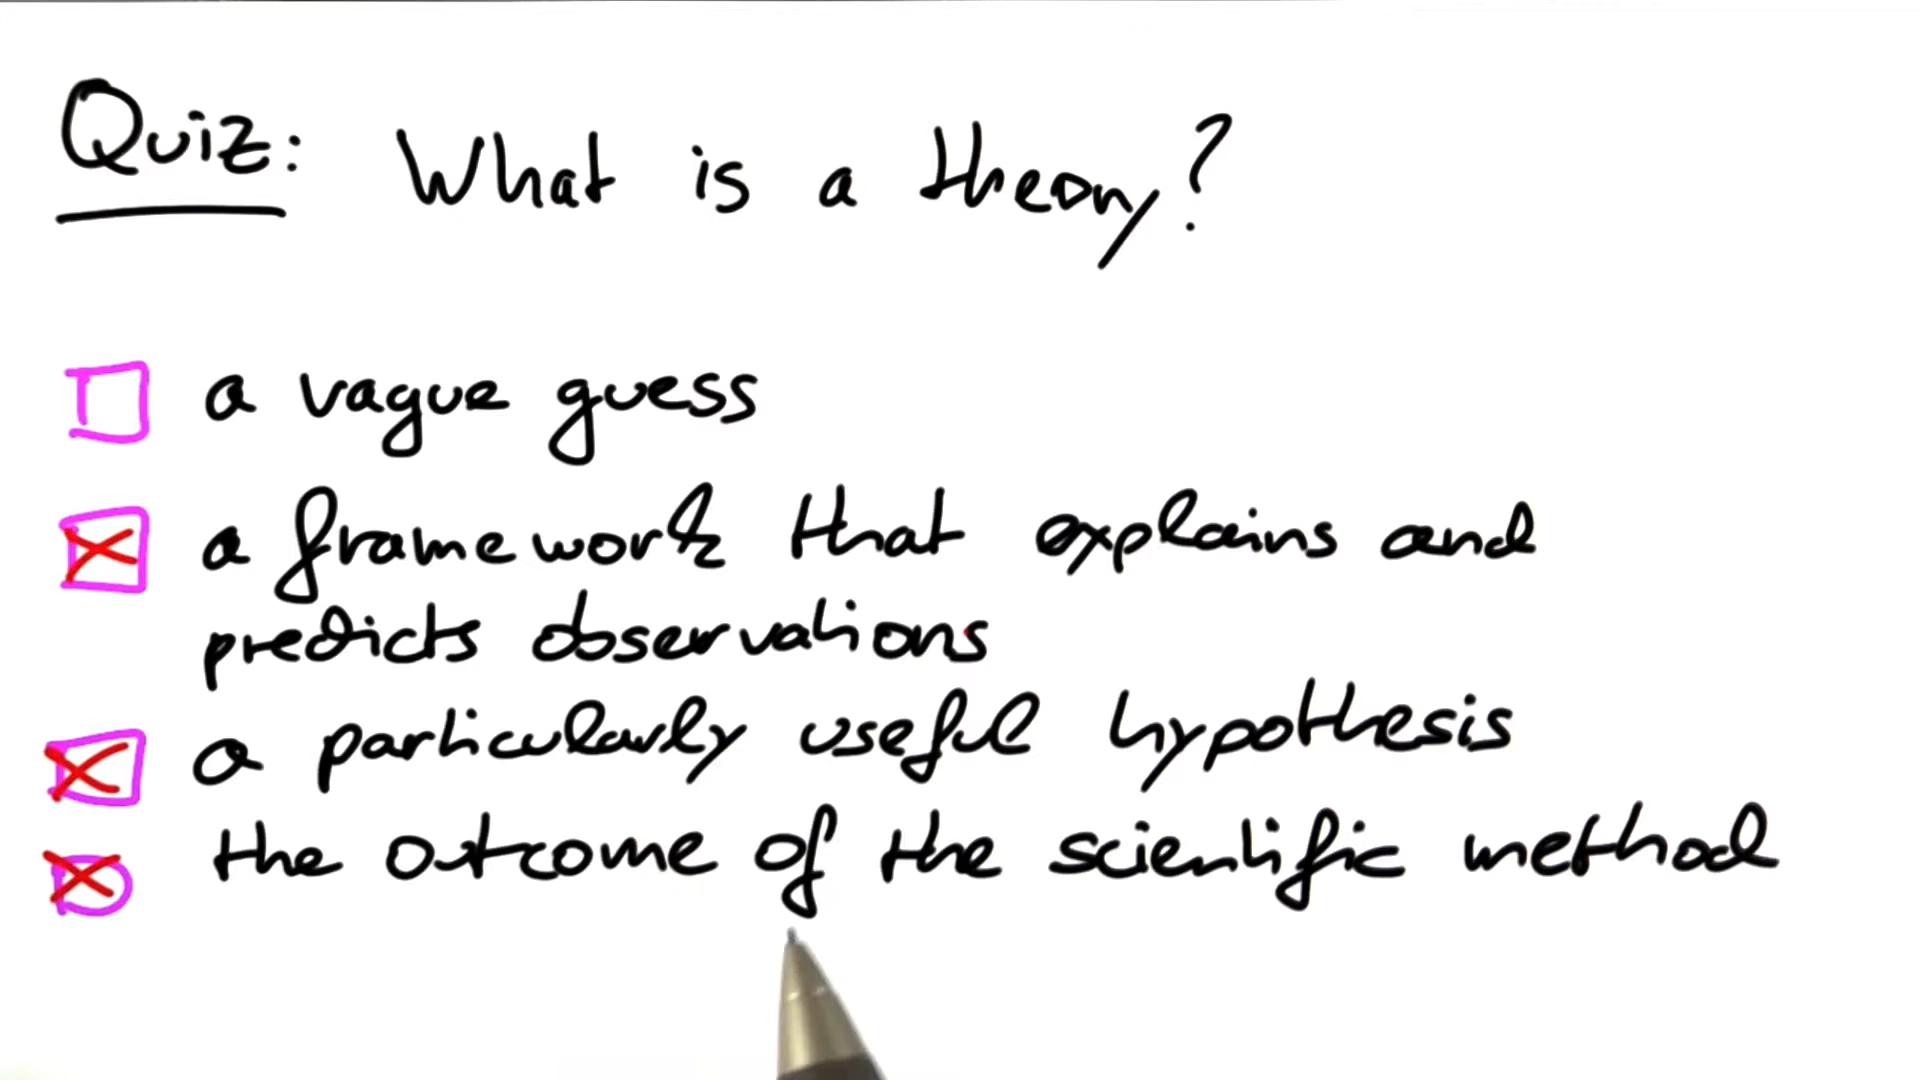 Quiz: What is a theory?
a vague guess
a framework that explains and
predicts observations
a particularly useful hypothesis
the outcome of the scientific method